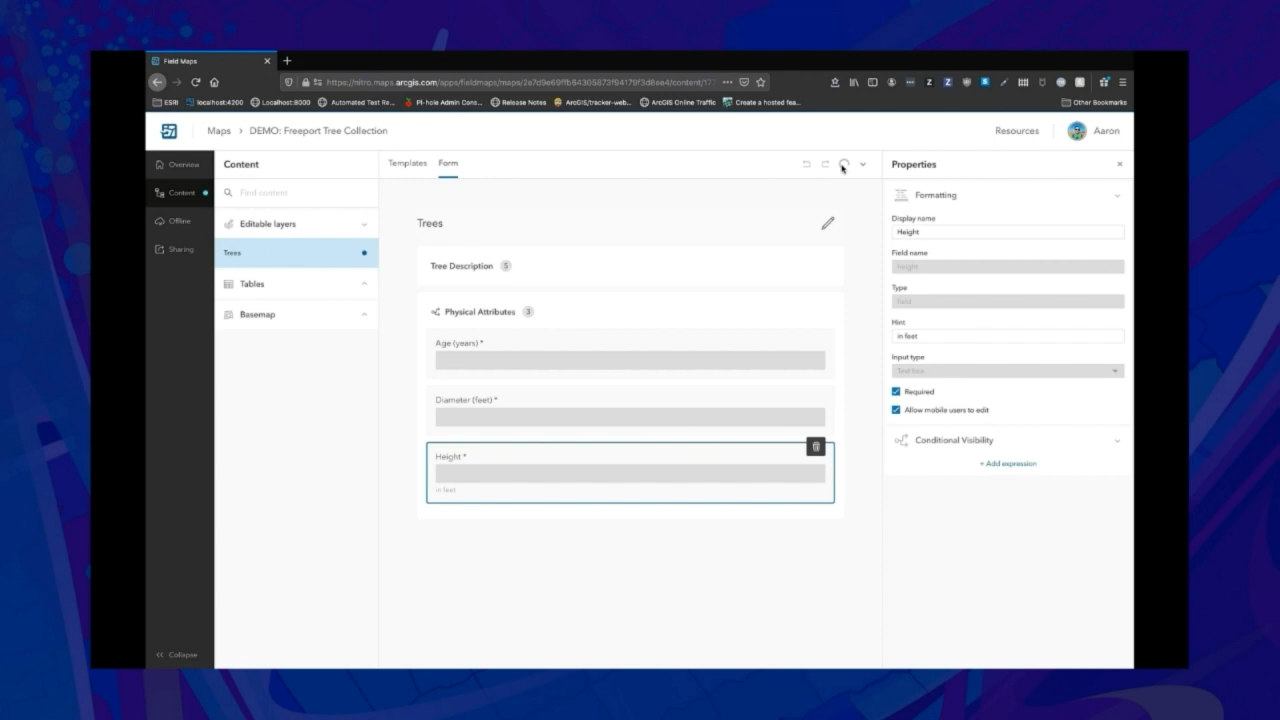 Field Maps
https://nitro.maps.arcgis.com/apps/fieldmaps/maps/
ESRI localhost:4200 Localhost:8000 Automated Test Re... Pi-hole Admin Cons... Release Notes ArcGIS/tracker-web... ArcGIS Online Traffic Create a hosted fea... Other Bookmarks
Maps > DEMO: Freeport Tree Collection Resources Aaron
Overview
Content
Offline
Sharing
Collapse
Content
Find content
Editable layers
Trees
Tables
Basemap
Templates Form
Trees
Tree Description 5
Physical Attributes 3
Age (years) *
Diameter (feet) *
Height *
in feet
Properties
Formatting
Display name
Height
Field name
height
Type
field
Hint
in feet
Input type
Text box
Required
Allow mobile users to edit
Conditional Visibility
+ Add expression